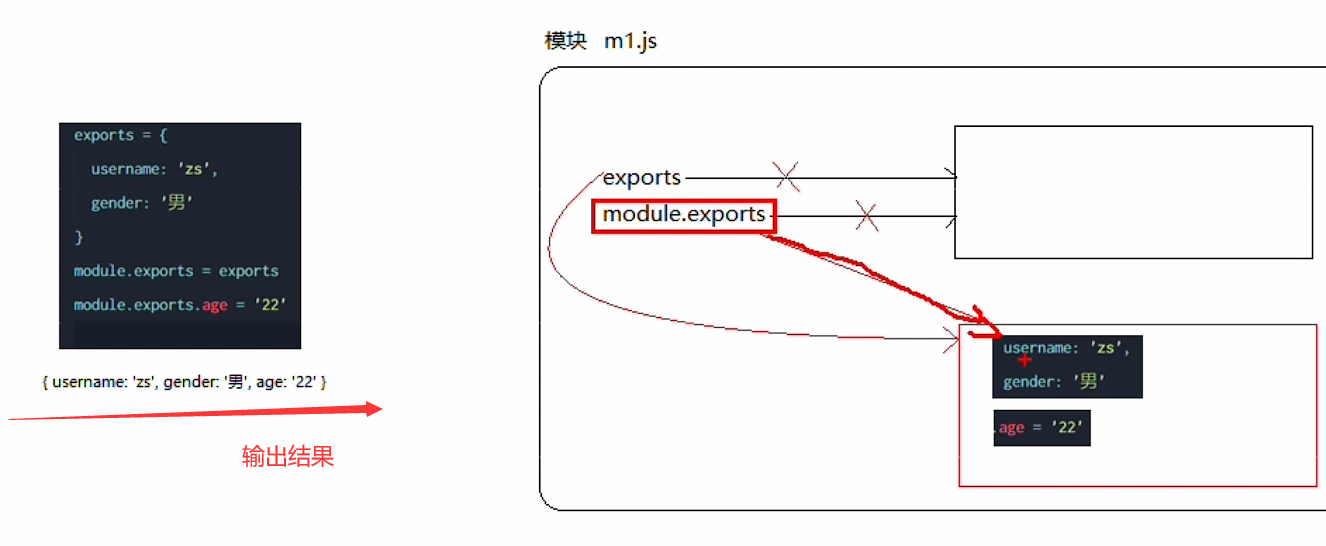 模块 m1.js
exports = {
username: 'zs',
gender: '男'
}
module.exports = exports
module.exports.age = '22'
{ username: 'zs', gender: '男', age: '22' }
输出结果
exports
module.exports
username: 'zs',
gender: '男'
.age = '22'